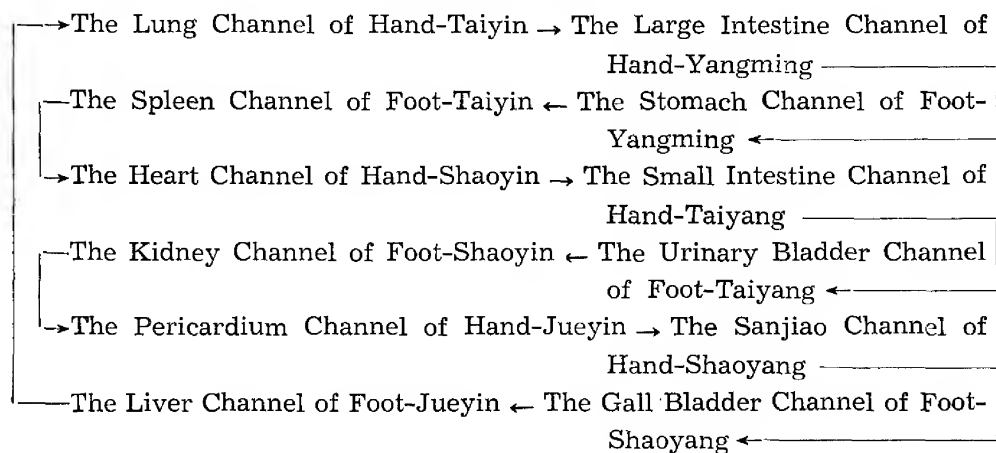 The Lung Channel of Hand-Taiyin → The Large Intestine Channel of
Hand-Yangming
The Spleen Channel of Foot-Taiyin ← The Stomach Channel of Foot-
Yangming ←
The Heart Channel of Hand-Shaoyin → The Small Intestine Channel of
Hand-Taiyang
The Kidney Channel of Foot-Shaoyin ← The Urinary Bladder Channel
of Foot-Taiyang ←
The Pericardium Channel of Hand-Jueyin → The Sanjiao Channel of
Hand-Shaoyang
The Liver Channel of Foot-Jueyin ← The Gall Bladder Channel of Foot-
Shaoyang ←